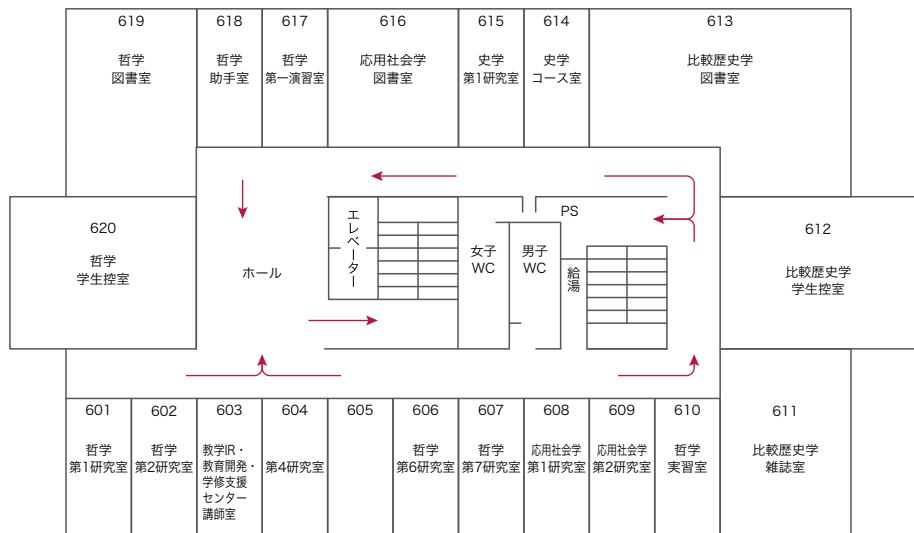 619
哲学
図書室
618
哲学
助手室
617
哲学
第一演習室
616
応用社会学
図書室
615
史学
第1研究室
614
史学
コース室
613
比較歴史学
図書室
620
哲学
学生控室
ホール
エレベーター
女子
WC
男子
WC
PS
給湯
612
比較歴史学
学生控室
601
哲学
第1研究室
602
哲学
第2研究室
603
教学IR・
教育開発・
学修支援
センター
講師室
604
第4研究室
605
606
哲学
第6研究室
607
哲学
第7研究室
608
応用社会学
第1研究室
609
応用社会学
第2研究室
610
哲学
実習室
611
比較歴史学
雑誌室